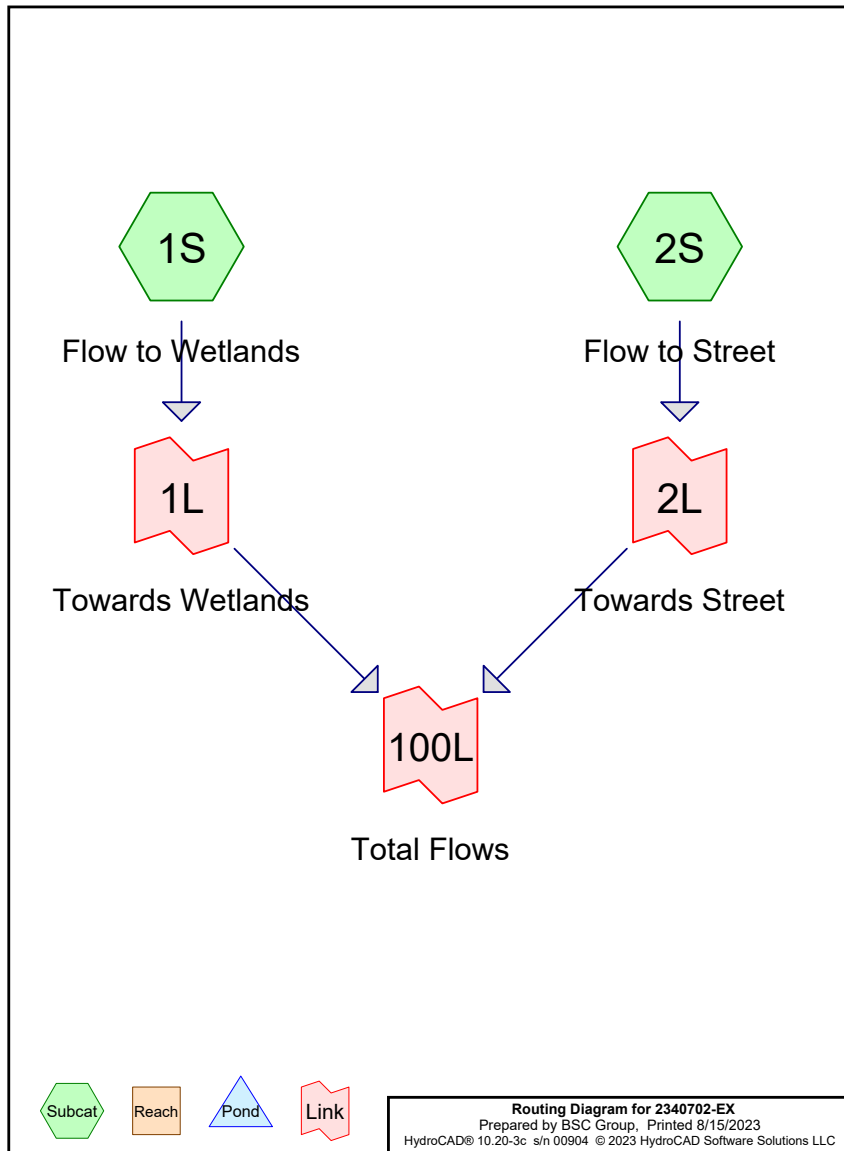 1S
2S
Flow to Wetlands
Flow to Street
1L
2L
Towards Wetlands
Towards Street
100L
Total Flows
Subcat
Reach
Pond
Link
Routing Diagram for 2340702-EX
Prepared by BSC Group, Printed 8/15/2023
HydroCAD® 10.20-3c s/n 00904 © 2023 HydroCAD Software Solutions LLC